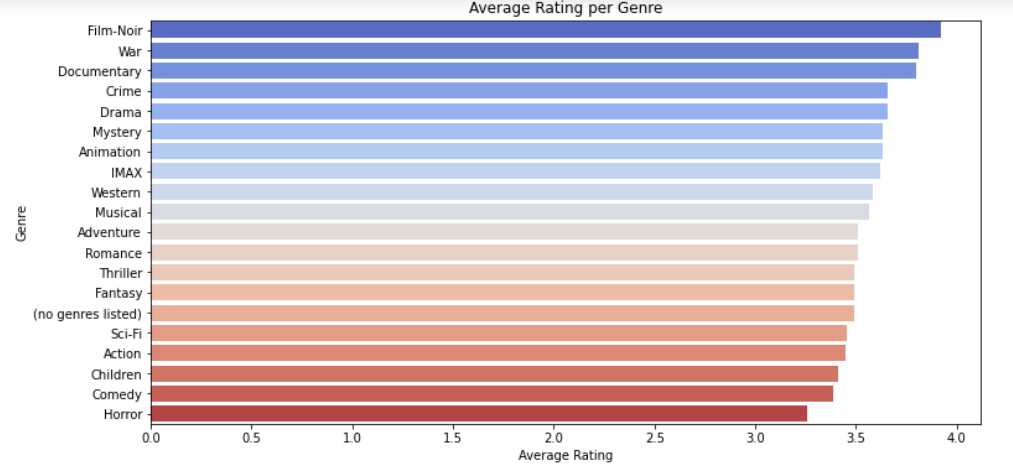 Average Rating per Genre
Film-Noir
War
Documentary
Crime
Drama
Mystery
Animation
IMAX
Western
Musical
Adventure
Romance
Thriller
Fantasy
(no genres listed)
Sci-Fi
Action
Children
Comedy
Horror
Genre
0.0 0.5 1.0 1.5 2.0 2.5 3.0 3.5 4.0
Average Rating